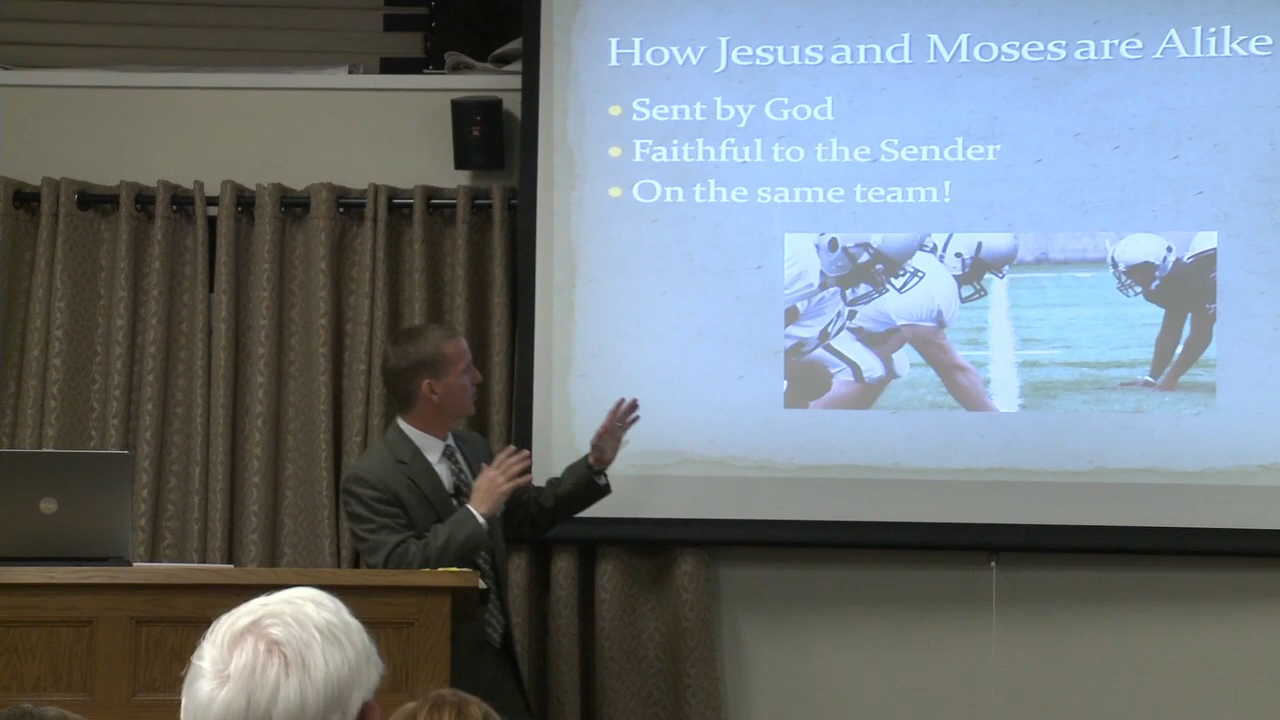 How Jesus and Moses are Alike
• Sent by God
• Faithful to the Sender
• On the same team!